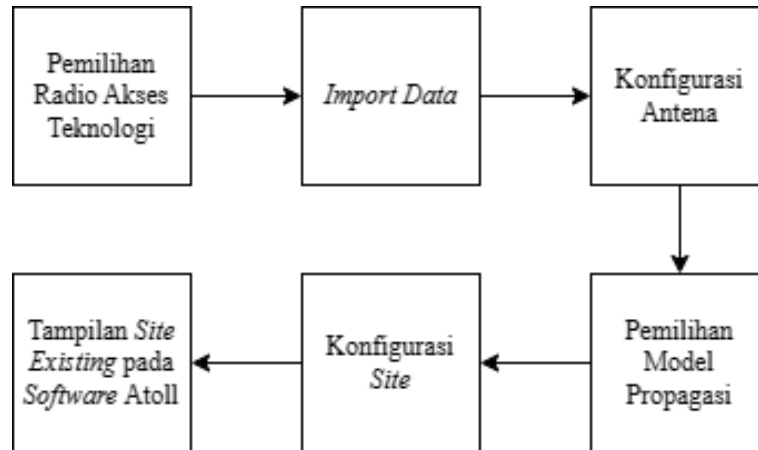 Pemilihan
Radio Akses
Teknologi
Import Data
Konfigurasi
Antena
Pemilihan
Model
Propagasi
Konfigurasi
Site
Tampilan Site
Existing pada
Software Atoll